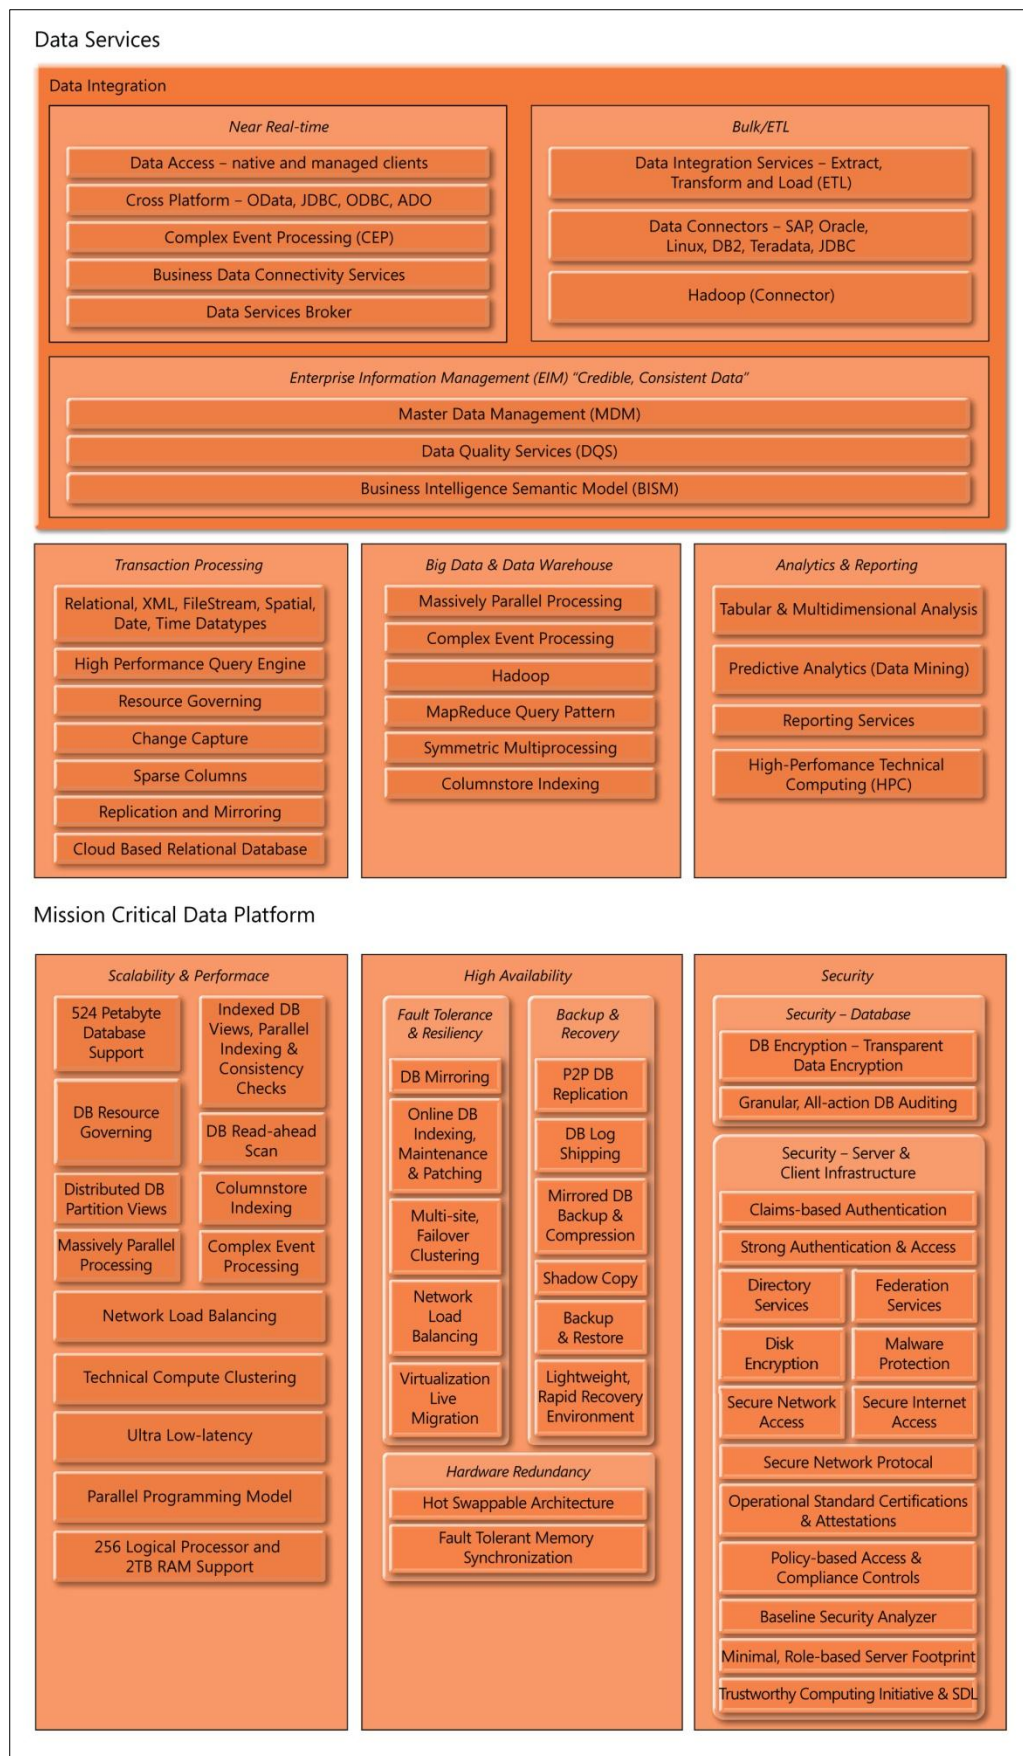 Data Services
Data Integration
Near Real-time
Data Access – native and managed clients
Cross Platform – OData, JDBC, ODBC, ADO
Complex Event Processing (CEP)
Business Data Connectivity Services
Data Services Broker
Bulk/ETL
Data Integration Services – Extract,
Transform and Load (ETL)
Data Connectors – SAP, Oracle,
Linux, DB2, Teradata, JDBC
Hadoop (Connector)
Enterprise Information Management (EIM) "Credible, Consistent Data"
Master Data Management (MDM)
Data Quality Services (DQS)
Business Intelligence Semantic Model (BISM)
Transaction Processing
Relational, XML, FileStream, Spatial,
Date, Time Datatypes
High Performance Query Engine
Resource Governing
Change Capture
Sparse Columns
Replication and Mirroring
Cloud Based Relational Database
Big Data & Data Warehouse
Massively Parallel Processing
Complex Event Processing
Hadoop
MapReduce Query Pattern
Symmetric Multiprocessing
Columnstore Indexing
Analytics & Reporting
Tabular & Multidimensional Analysis
Predictive Analytics (Data Mining)
Reporting Services
High-Perfomance Technical
Computing (HPC)
Mission Critical Data Platform
Scalability & Performace
524 Petabyte
Database
Support
DB Resource
Governing
Distributed DB
Partition Views
Massively Parallel
Processing
Indexed DB
Views, Parallel
Indexing &
Consistency
Checks
DB Read-ahead
Scan
Columnstore
Indexing
Complex Event
Processing
Network Load Balancing
Technical Compute Clustering
Ultra Low-latency
Parallel Programming Model
256 Logical Processor and
2TB RAM Support
High Availability
Fault Tolerance
& Resiliency
DB Mirroring
Online DB
Indexing,
Maintenance
& Patching
Multi-site,
Failover
Clustering
Network
Load
Balancing
Virtualization
Live
Migration
Backup &
Recovery
P2P DB
Replication
DB Log
Shipping
Mirrored DB
Backup &
Compression
Shadow Copy
Backup
& Restore
Lightweight,
Rapid Recovery
Environment
Hardware Redundancy
Hot Swappable Architecture
Fault Tolerant Memory
Synchronization
Security
Security – Database
DB Encryption – Transparent
Data Encryption
Granular, All-action DB Auditing
Security – Server &
Client Infrastructure
Claims-based Authentication
Strong Authentication & Access
Directory
Services
Federation
Services
Disk
Encryption
Malware
Protection
Secure Network
Access
Secure Internet
Access
Secure Network Protocal
Operational Standard Certifications
& Attestations
Policy-based Access &
Compliance Controls
Baseline Security Analyzer
Minimal, Role-based Server Footprint
Trustworthy Computing Initiative & SDL